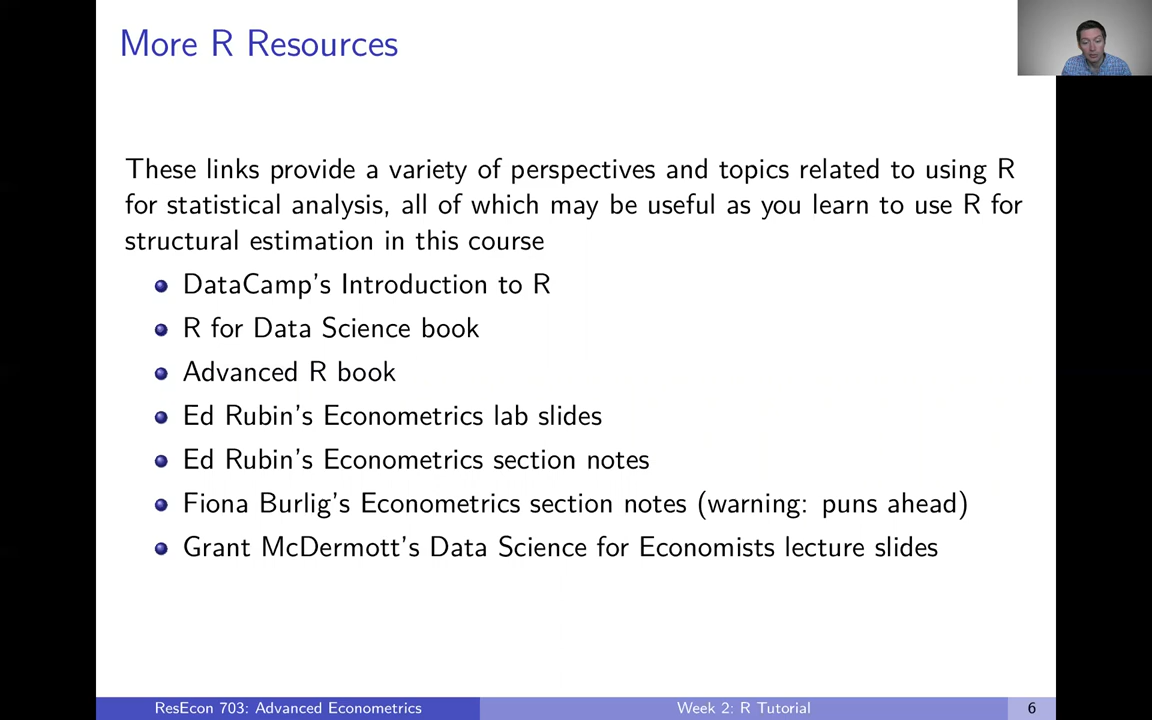 More R Resources
These links provide a variety of perspectives and topics related to using R
for statistical analysis, all of which may be useful as you learn to use R for
structural estimation in this course
DataCamp's Introduction to R
R for Data Science book
Advanced R book
Ed Rubin's Econometrics lab slides
Ed Rubin's Econometrics section notes
Fiona Burlig's Econometrics section notes (warning: puns ahead)
Grant McDermott's Data Science for Economists lecture slides
ResEcon 703: Advanced Econometrics
Week 2: R Tutorial
6